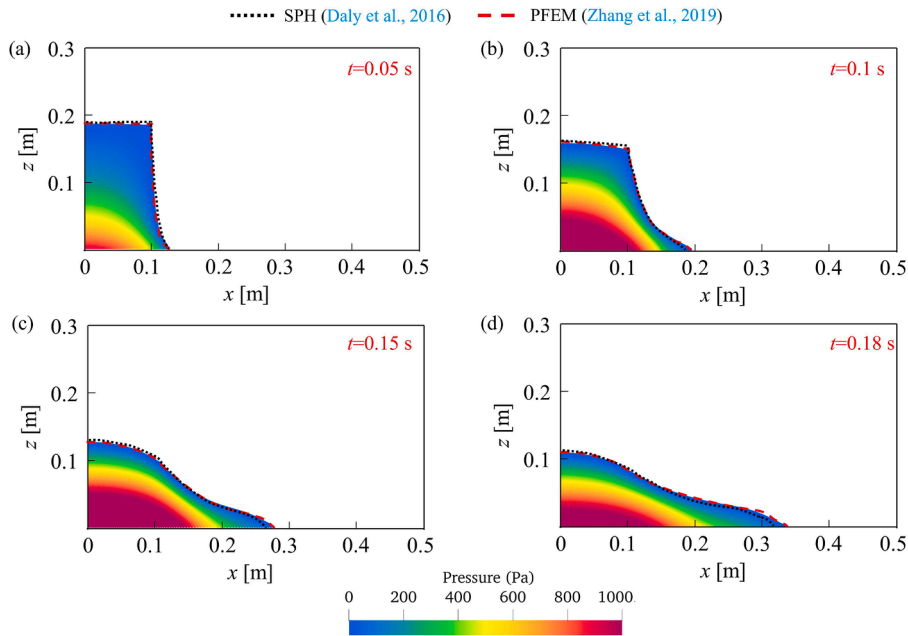 SPH (Daly et al., 2016) PFEM (Zhang et al., 2019)
(a) (b)
0.3 t=0.05 s 0.3 t=0.1 s
0.2 0.2
z [m] z [m]
0.1 0.1
0 0.1 0.2 0.3 0.4 0.5 0 0.1 0.2 0.3 0.4 0.5
x [m] x [m]
(c) (d)
0.3 t=0.15 s 0.3 t=0.18 s
0.2 0.2
z [m] z [m]
0.1 0.1
0 0.1 0.2 0.3 0.4 0.5 0 0.1 0.2 0.3 0.4 0.5
x [m] x [m]
Pressure (Pa)
0 200 400 600 800 1000